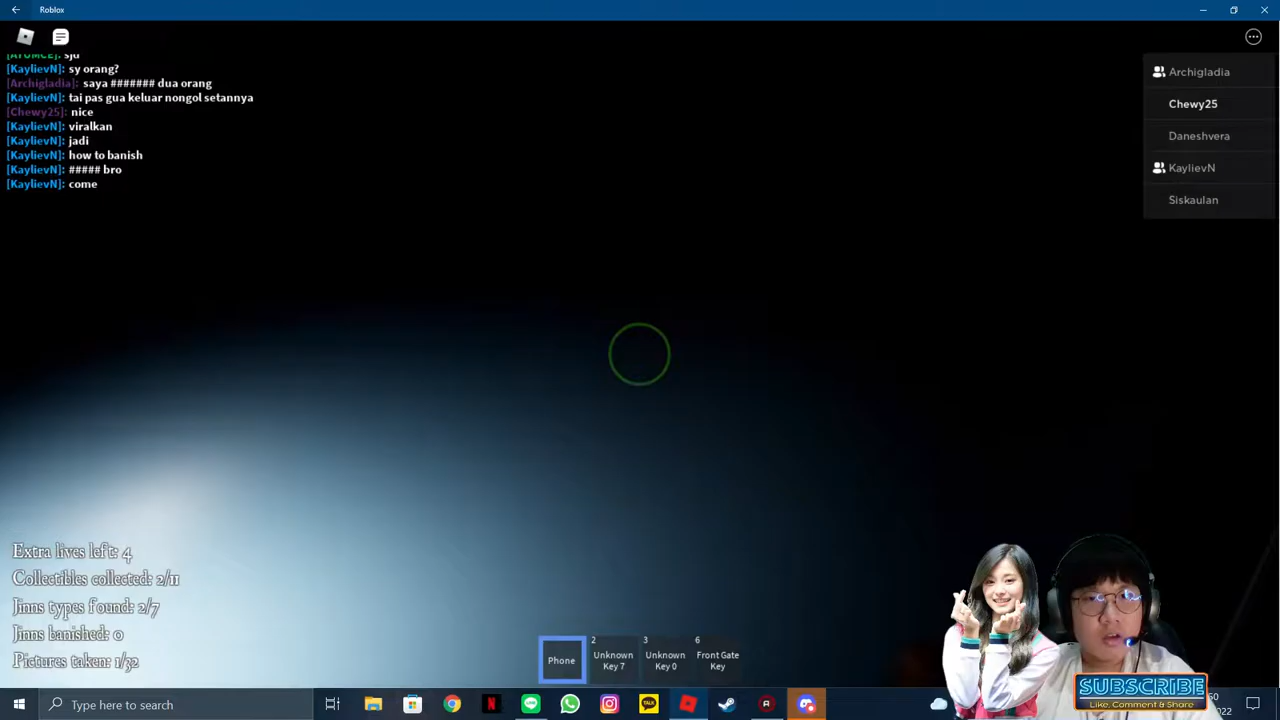 Roblox
[AYUMCE]: sju
[KaylievN]: sy orang?
[Archigladia]: saya ####### dua orang
[KaylievN]: tai pas gua keluar nongol setannya
[Chewy25]: nice
[KaylievN]: viralkan
[KaylievN]: jadi
[KaylievN]: how to banish
[KaylievN]: ##### bro
[KaylievN]: come
Archigladia
Chewy25
Daneshvera
KaylievN
Siskaulan
Extra lives left: 4
Collectibles collected: 2/11
Jinns types found: 2/7
Jinns banished: 0
Pictures taken: 1/32
Phone
2
Unknown
Key 7
3
Unknown
Key 0
6
Front Gate
Key
SUBSCRIBE
Like, Comment & Share
Type here to search
TALK